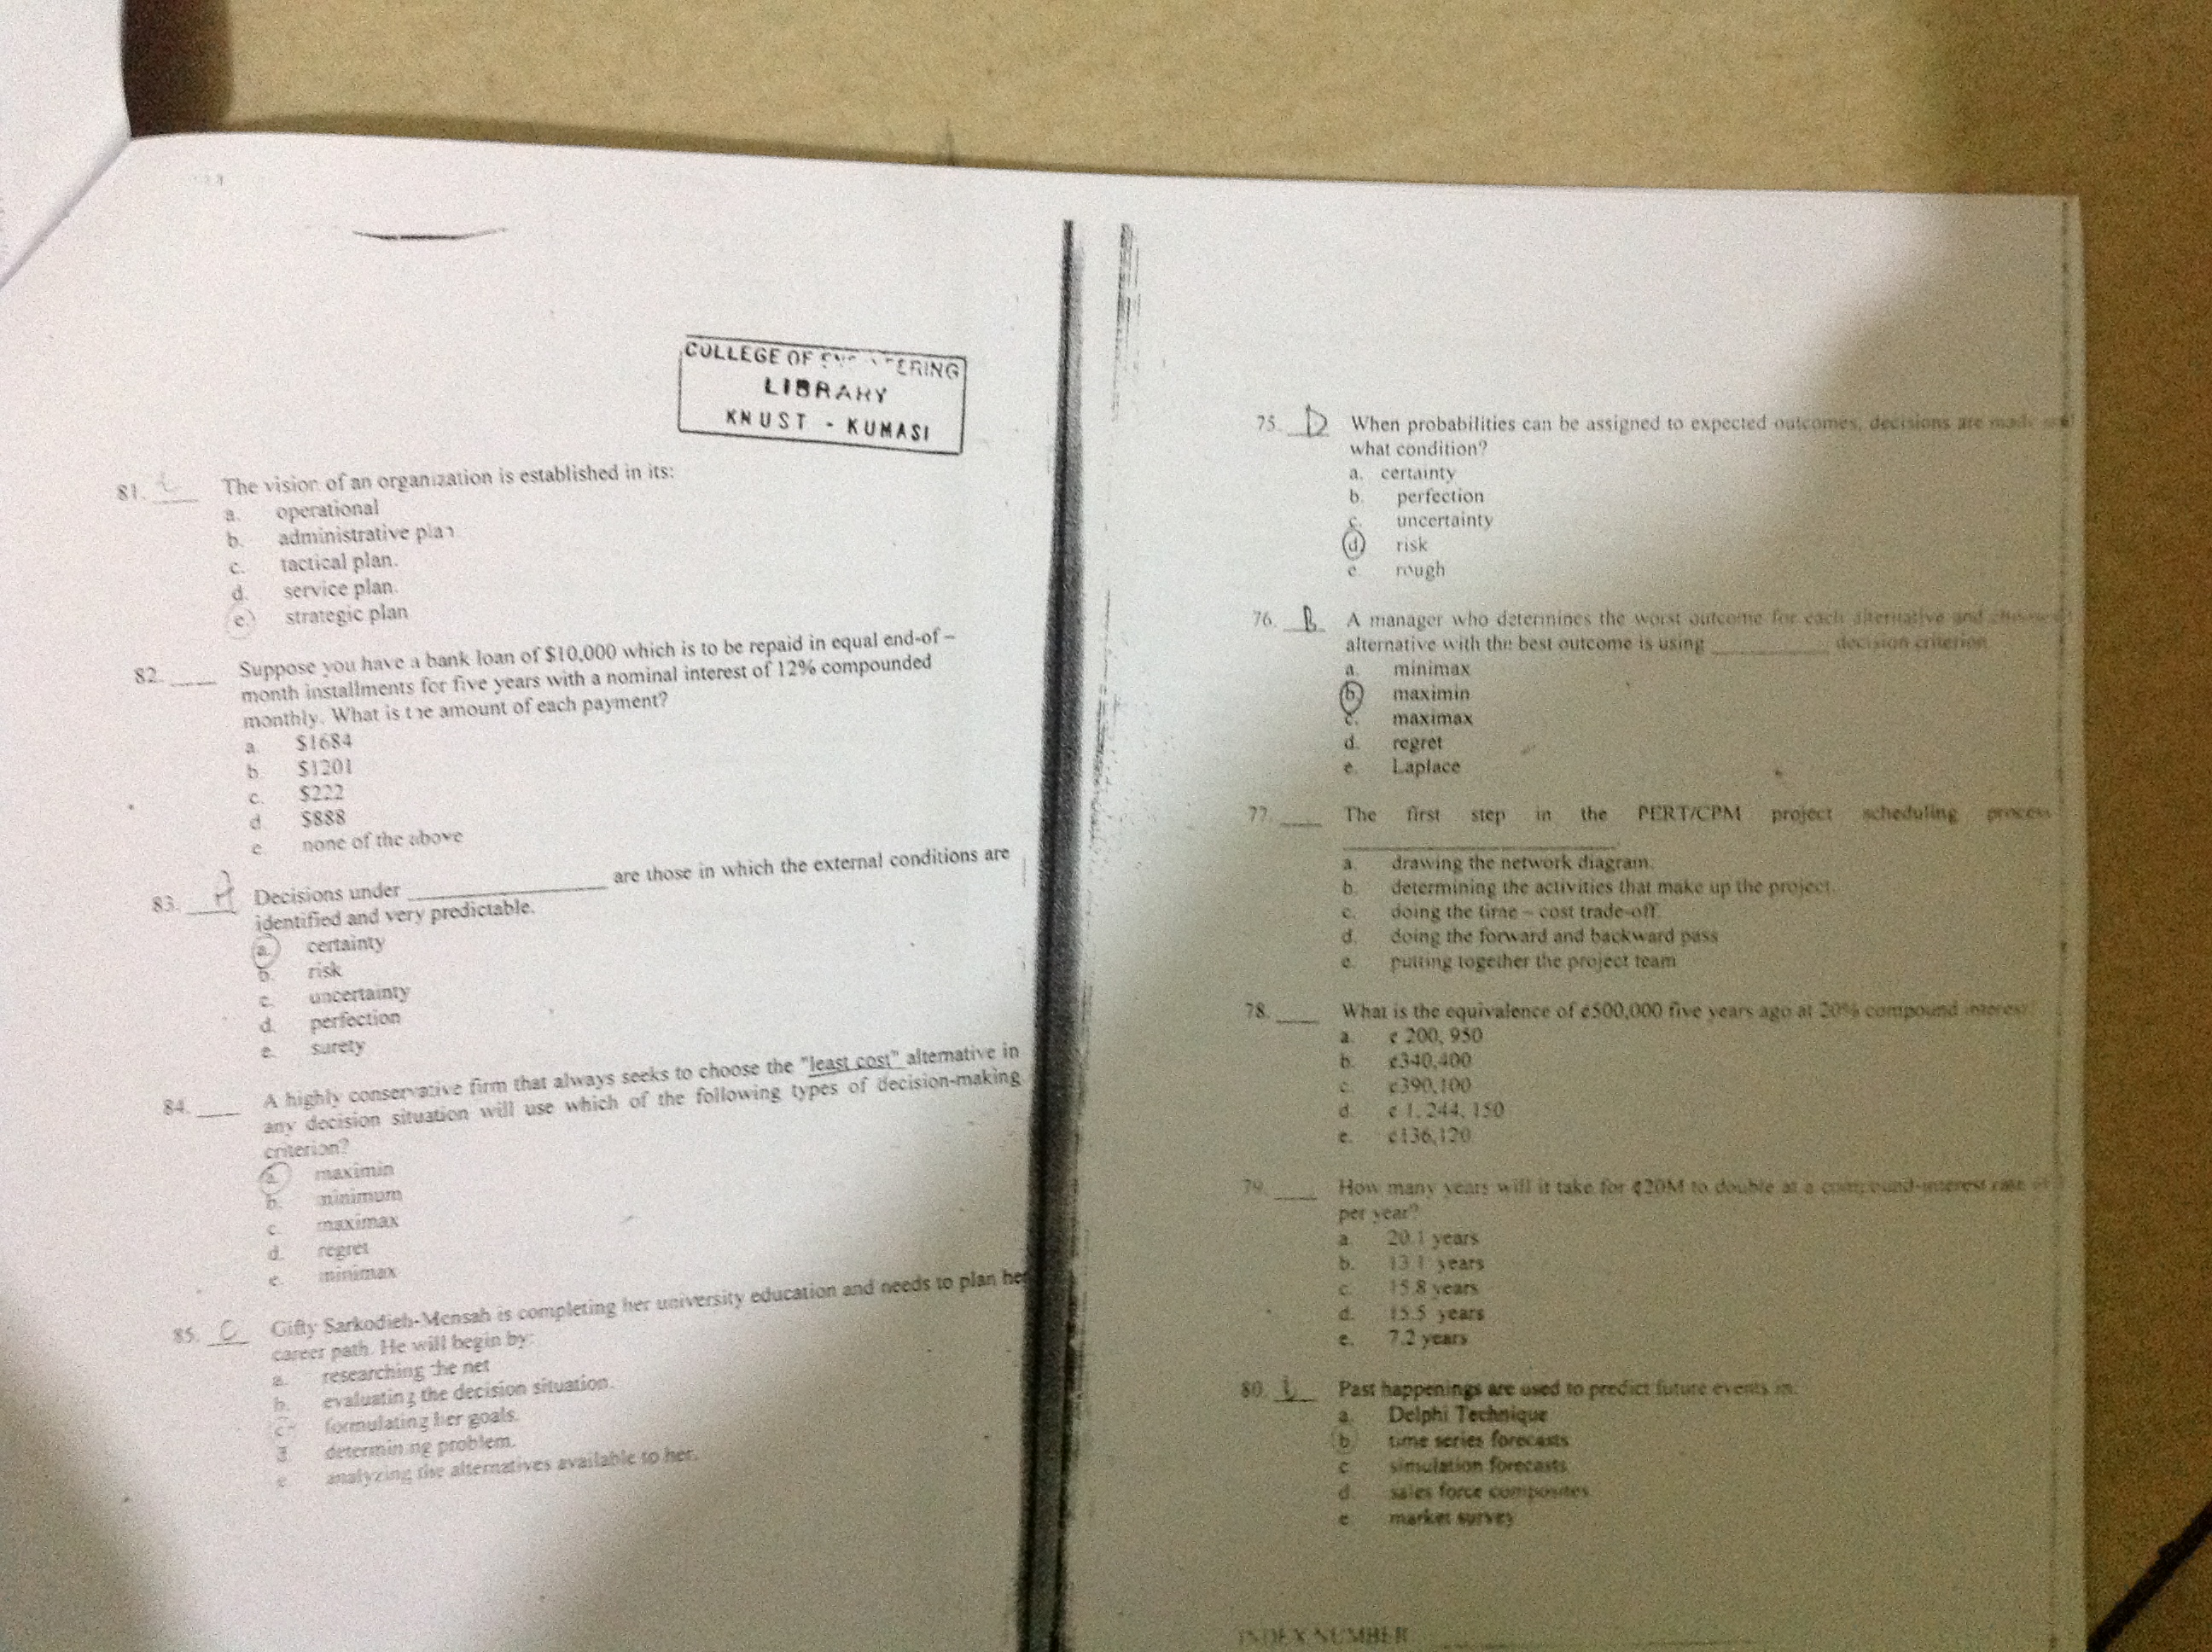 COLLEGE OF
LIBRARY
KNUST - KUMASI
81. The vision of an organization is established in its:
a. operational
b. administrative plan
c. tactical plan.
d. service plan.
e. strategic plan
82. ____ Suppose you have a bank loan of $10,000 which is to be repaid in equal end-of –
month installments for five years with a nominal interest of 12% compounded
monthly. What is the amount of each payment?
a. $1684
b. $1201
c. $222
d. $888
e. none of the above
83. Decisions under ____ are those in which the external conditions are
identified and very predictable.
a. certainty
b. risk
c. uncertainty
d. perfection
e. surety
84. ____ A highly conservative firm that always seeks to choose the "least cost" alternative in
any decision situation will use which of the following types of decision-making
criterion?
a. maximin
b. minimum
c. maximax
d. regret
e. minimax
85. C Gifty Sarkodieh-Mensah is completing her university education and needs to plan her
career path. He will begin by:
a. researching the net
b. evaluating the decision situation.
c. formulating her goals.
d. determining problem.
e. analyzing the alternatives available to her.
75. D When probabilities can be assigned to expected outcomes, decisions are made
what condition?
a. certainty
b. perfection
c. uncertainty
d. risk
e. rough
76. B A manager who determines the worst outcome for each alternative and
alternative with the best outcome is using ____ decision criterion
a. minimax
b. maximin
c. maximax
d. regret
e. Laplace
77. ____ The first step in the PERT/CPM project scheduling process
____
a. drawing the network diagram.
b. determining the activities that make up the project.
c. doing the time – cost trade-off.
d. doing the forward and backward pass
e. putting together the project team
78. ____ What is the equivalence of ¢500,000 five years ago at 20% compound interest?
a. ¢ 200, 950
b. ¢340,400
c. ¢390,100
d. ¢ 1, 244, 150
e. ¢136,120
79. ____ How many years will it take for ¢20M to double at a compound-interest rate of
per year?
a. 20.1 years
b. 13.1 years
c. 15.8 years
d. 15.5 years
e. 7.2 years
80. b Past happenings are used to predict future events in:
a. Delphi Technique
b. time series forecasts
c. simulation forecasts
d. sales force composites
e. market survey
INDEX NUMBER